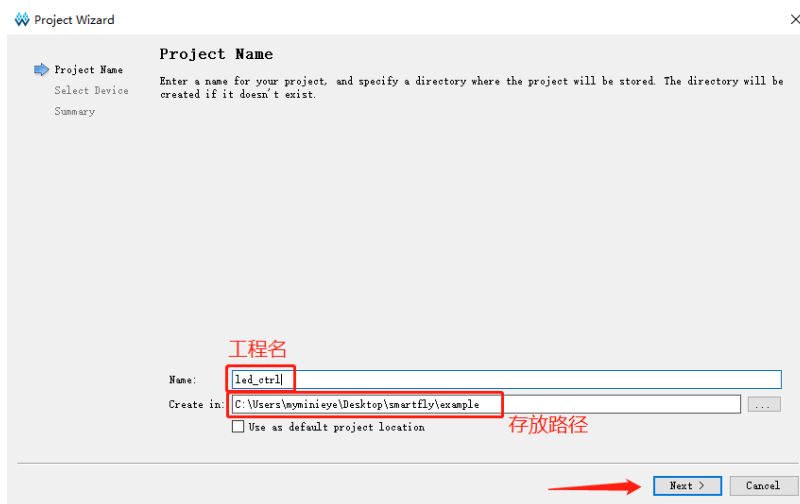 Project Wizard
Project Name
Project Name
Enter a name for your project, and specify a directory where the project will be stored. The directory will be
created if it doesn't exist.
Select Device
Summary
工程名
Name: led_ctrl
Create in: C:\Users\myminieye\Desktop\smartfly\example ...
存放路径
Use as default project location
Next >
Cancel